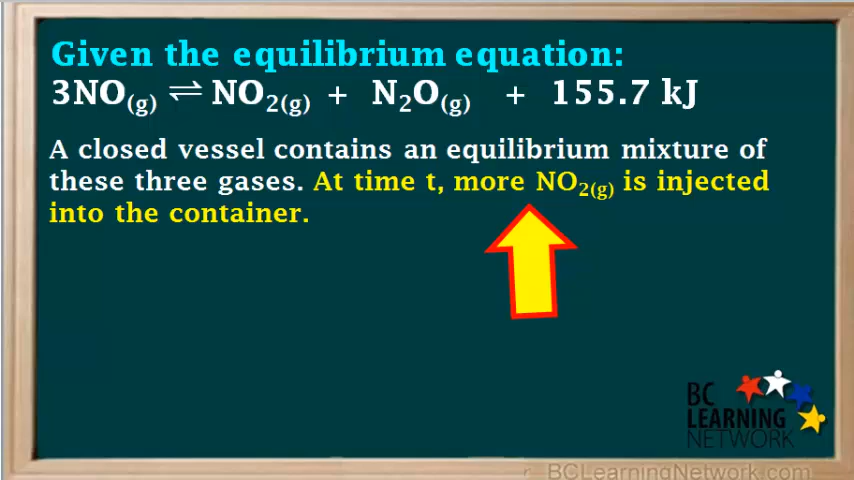 Given the equilibrium equation:
3NO(g) ⇌ NO2(g) + N2O(g) + 155.7 kJ
A closed vessel contains an equilibrium mixture of
these three gases. At time t, more NO2(g) is injected
into the container.
BC
LEARNING
NETWORK
BCLearningNetwork.com